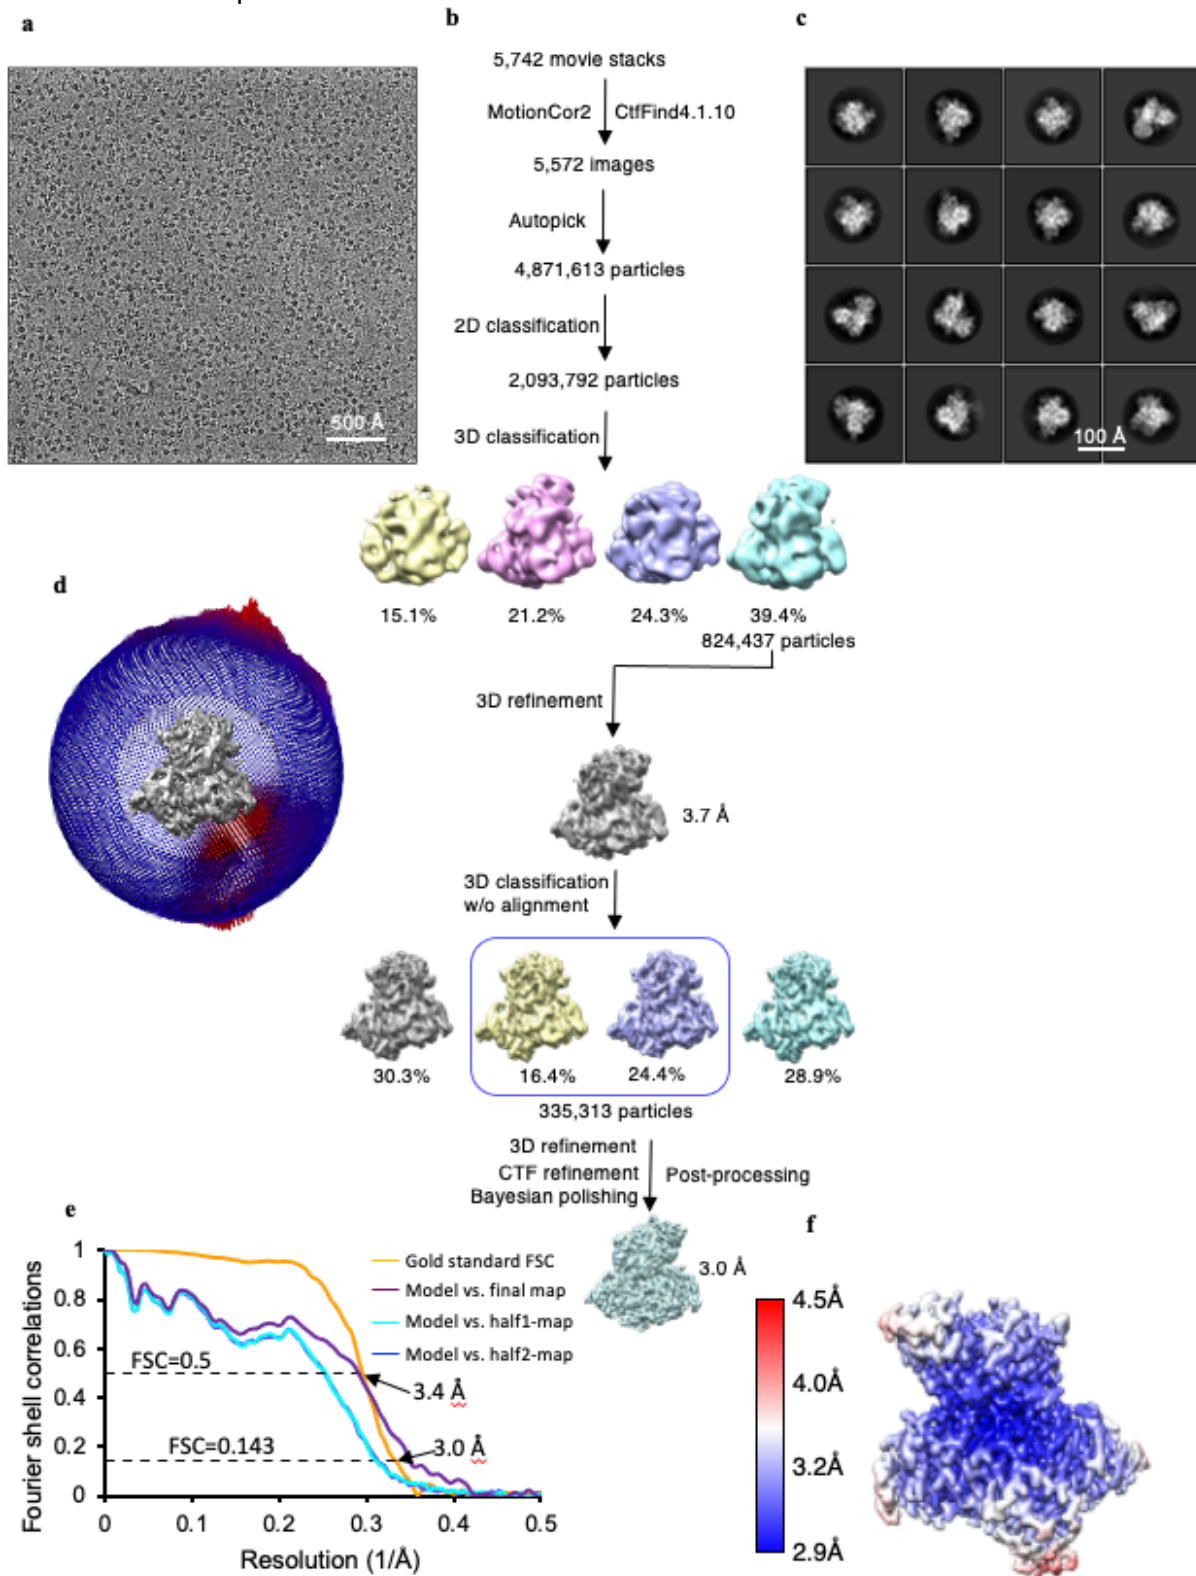 a
b
c
5,742 movie stacks
MotionCor2
CtfFind4.1.10
5,572 images
Autopick
4,871,613 particles
2D classification
2,093,792 particles
3D classification
500 Å
100 Å
15.1%
21.2%
24.3%
39.4%
824,437 particles
d
3D refinement
3.7 Å
3D classification
w/o alignment
30.3%
16.4%
24.4%
28.9%
335,313 particles
3D refinement
CTF refinement
Bayesian polishing
Post-processing
3.0 Å
e
Fourier shell correlations
1
0.8
0.6
0.4
0.2
0
Gold standard FSC
Model vs. final map
Model vs. half1-map
Model vs. half2-map
FSC=0.5
3.4 Å
FSC=0.143
3.0 Å
0
0.1
0.2
0.3
0.4
0.5
Resolution (1/Å)
f
4.5Å
4.0Å
3.2Å
2.9Å